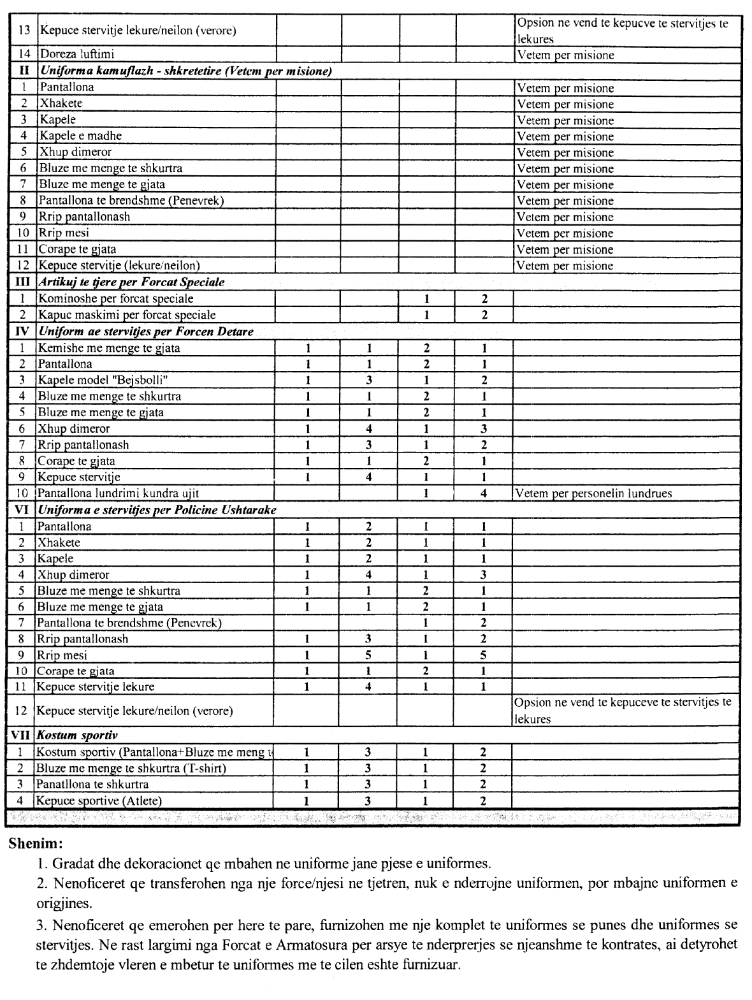 13 Kepuce stervitje lekure/neilon (verore) Opsion ne vend te kepucve te stervitjes te
lekures
14 Doreza luftimi Vetem per misione
II Uniforma kamuflazh - shkretetire (Vetem per misione)
1 Pantallona Vetem per misione
2 Xhakete Vetem per misione
3 Kapele Vetem per misione
4 Kapele e madhe Vetem per misione
5 Xhup dimeror Vetem per misione
6 Bluze me menge te shkurtra Vetem per misione
7 Bluze me menge te gjata Vetem per misione
8 Pantallona te brendshme (Penevrek) Vetem per misione
9 Rrip pantallonash Vetem per misione
10 Rrip mesi Vetem per misione
11 Corape te gjata Vetem per misione
12 Kepuce stervitje (lekure/neilon) Vetem per misione
III Artikuj te tjere per Forcat Speciale
1 Kominoshe per forcat speciale 1 2
2 Kapuc maskimi per forcat speciale 1 2
IV Uniform ae stervitjes per Forcen Detare
1 Kemishe me menge te gjata 1 1 2 1
2 Pantallona 1 1 2 1
3 Kapele model "Bejsbolli" 1 3 1 2
4 Bluze me menge te shkurtra 1 1 2 1
5 Bluze me menge te gjata 1 1 2 1
6 Xhup dimeror 1 4 1 3
7 Rrip pantallonash 1 3 1 2
8 Corape te gjata 1 1 2 1
9 Kepuce stervitje 1 4 1 1
10 Pantallona lundrimi kundra ujit 1 4 Vetem per personelin lundrues
VI Uniforma e stervitjes per Policine Ushtarake
1 Pantallona 1 2 1 1
2 Xhakete 1 2 1 1
3 Kapele 1 2 1 1
4 Xhup dimeror 1 4 1 3
5 Bluze me menge te shkurtra 1 1 2 1
6 Bluze me menge te gjata 1 1 2 1
7 Pantallona te brendshme (Penevrek) 1 2
8 Rrip pantallonash 1 3 1 2
9 Rrip mesi 1 5 1 5
10 Corape te gjata 1 1 2 1
11 Kepuce stervitje lekure 1 4 1 1
12 Kepuce stervitje lekure/neilon (verore) Opsion ne vend te kepuceve te stervitjes te
lekures
VII Kostum sportiv
1 Kostum sportiv (Pantallona+Bluze me meng t 1 3 1 2
2 Bluze me menge te shkurtra (T-shirt) 1 3 1 2
3 Panatllona te shkurtra 1 3 1 2
4 Kepuce sportive (Atlete) 1 3 1 2
Shenim:
1. Gradat dhe dekoracionet qe mbahen ne uniforme jane pjese e uniformes.
2. Nenoficeret qe transferohen nga nje force/njesi ne tjetren, nuk e nderrojne uniformen, por mbajne uniformen e
origjines.
3. Nenoficeret qe emerohen per here te pare, furnizohen me nje komplet te uniformes se punes dhe uniformes se
stervitjes. Ne rast largimi nga Forcat e Armatosura per arsye te nderprerjes se njeanshme te kontrates, ai detyrohet
te zhdemtoje vleren e mbetur te uniformes me te cilen eshte furnizuar.